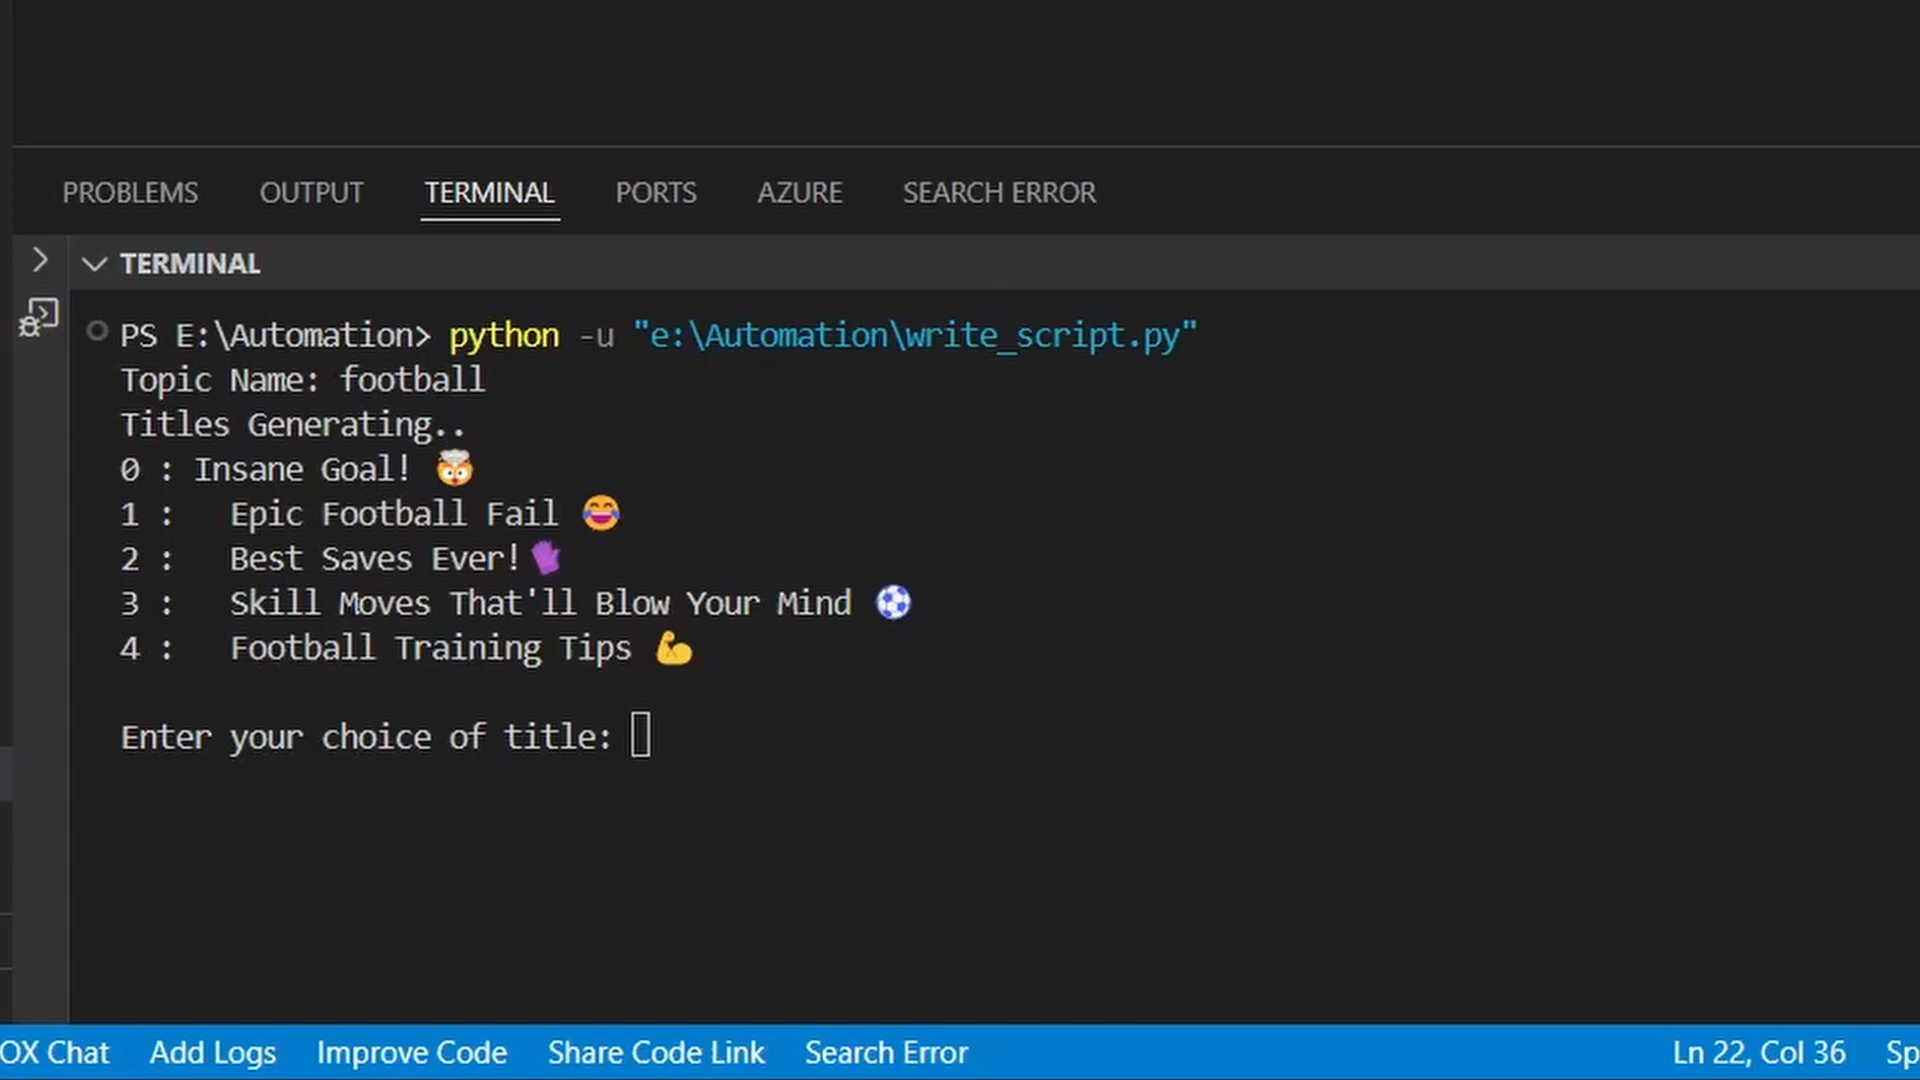 PROBLEMS OUTPUT TERMINAL PORTS AZURE SEARCH ERROR
TERMINAL
PS E:\Automation> python -u "e:\Automation\write_script.py"
Topic Name: football
Titles Generating..
0 : Insane Goal! 🤯
1 :   Epic Football Fail 😂
2 :   Best Saves Ever!🧤
3 :   Skill Moves That'll Blow Your Mind ⚽
4 :   Football Training Tips 💪
Enter your choice of title:
OX Chat Add Logs Improve Code Share Code Link Search Error Ln 22, Col 36 Sp